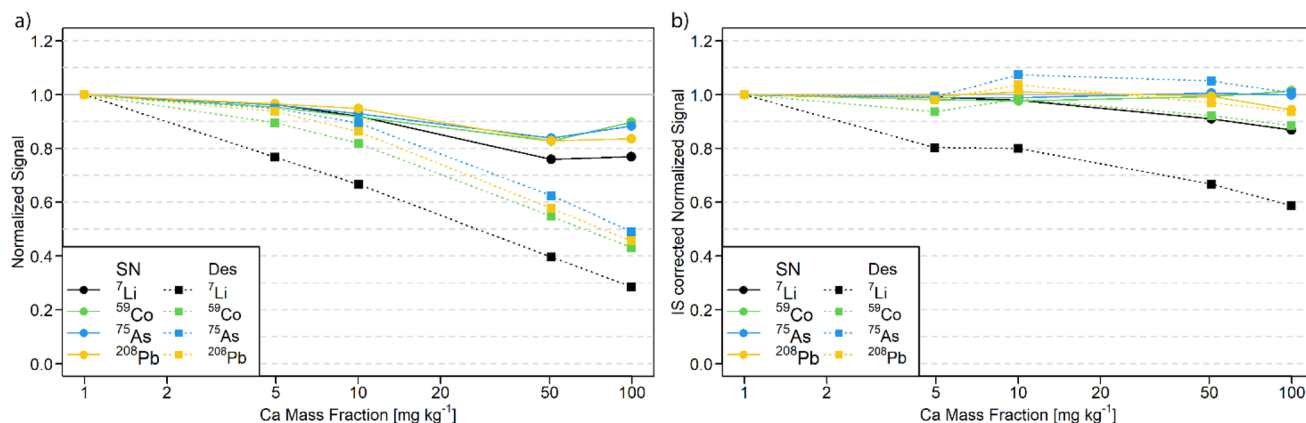 a)
Normalized Signal
1.2
1.0
0.8
0.6
0.4
0.2
0.0
SN Des
⁷Li ⁷Li
⁵⁹Co ⁵⁹Co
⁷⁵As ⁷⁵As
²⁰⁸Pb ²⁰⁸Pb
1 2 5 10 20 50 100
Ca Mass Fraction [mg kg⁻¹]
b)
IS corrected Normalized Signal
1.2
1.0
0.8
0.6
0.4
0.2
0.0
SN Des
⁷Li ⁷Li
⁵⁹Co ⁵⁹Co
⁷⁵As ⁷⁵As
²⁰⁸Pb ²⁰⁸Pb
1 2 5 10 20 50 100
Ca Mass Fraction [mg kg⁻¹]